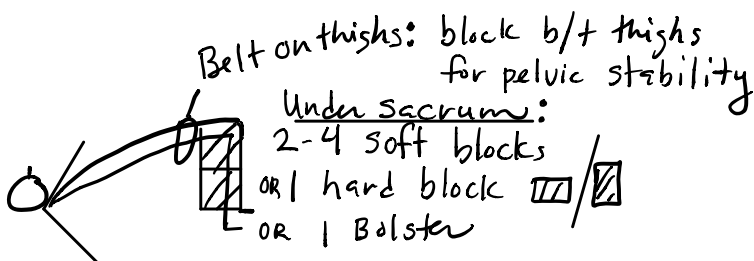 Belt on thighs: block b/t thighs
for pelvic stability
Under sacrum:
2-4 soft blocks
OR 1 hard block
OR 1 Bolster